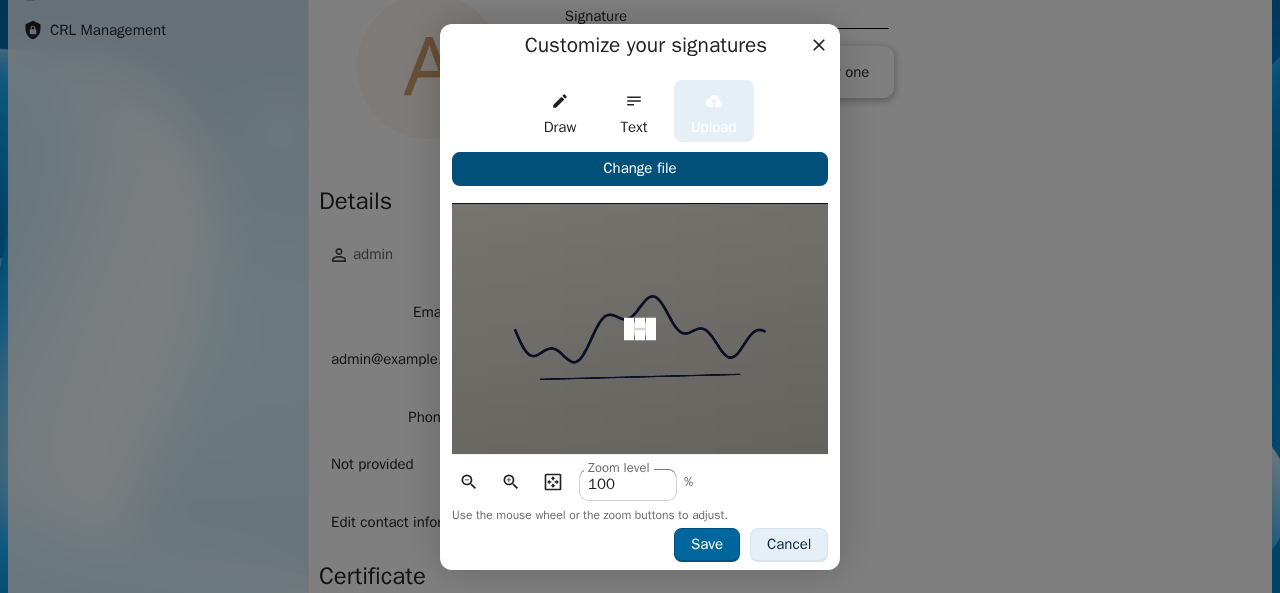 CRL Management
Signature
one
Customize your signatures
Draw
Text
Upload
Change file
Details
admin
Ema
admin@example.
Phon
Not provided
Zoom level
100
%
Use the mouse wheel or the zoom buttons to adjust.
Edit contact infor
Save
Cancel
Certificate